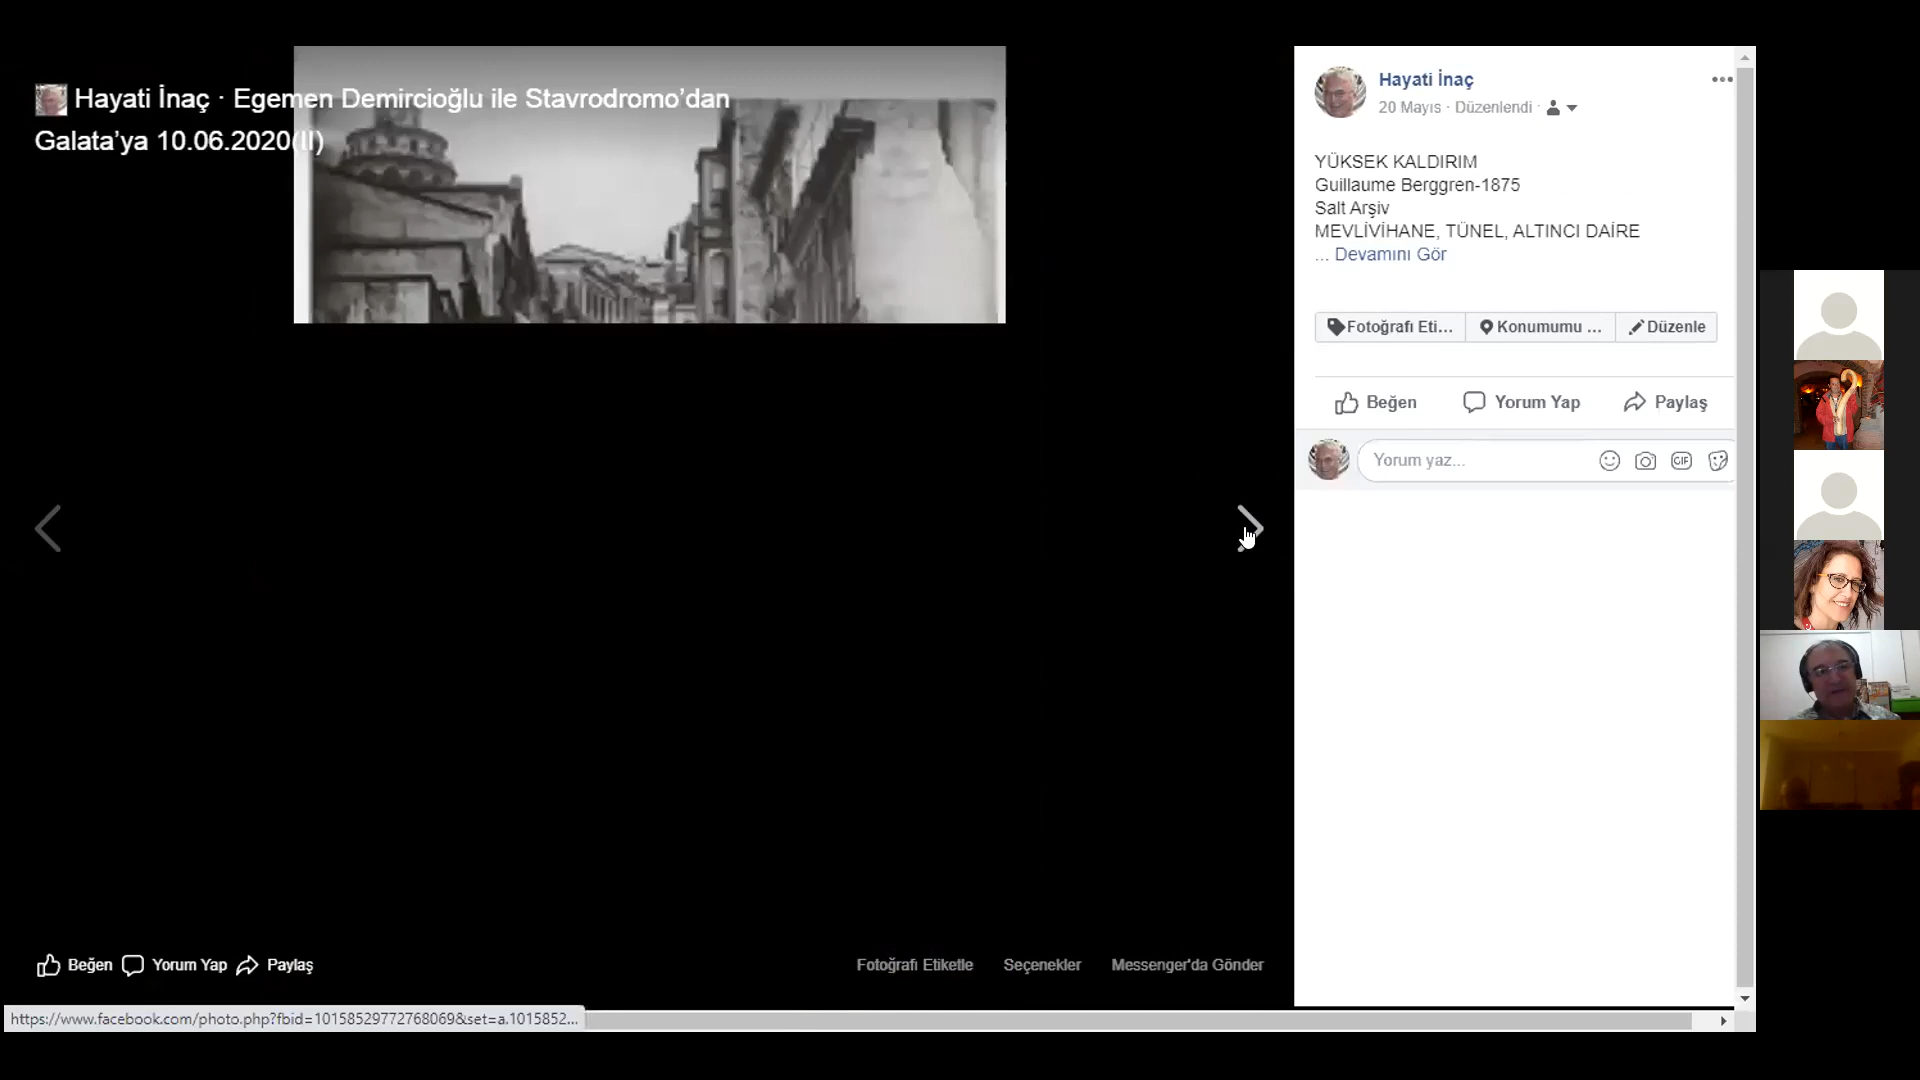 Hayati İnaç · Egemen Demircioğlu ile Stavrodromo’dan
Galata’ya 10.06.2020(II)
Hayati İnaç
20 Mayıs · Düzenlendi ·
YÜKSEK KALDIRIM
Guillaume Berggren-1875
Salt Arşiv
MEVLİVİHANE, TÜNEL, ALTINCI DAİRE
... Devamını Gör
Fotoğrafı Eti... Konumumu ... Düzenle
Beğen Yorum Yap Paylaş
Yorum yaz...
GIF
Beğen Yorum Yap Paylaş
Fotoğrafı Etiketle Seçenekler Messenger'da Gönder
https://www.facebook.com/photo.php?fbid=10158529772768069&set=a.1015852...